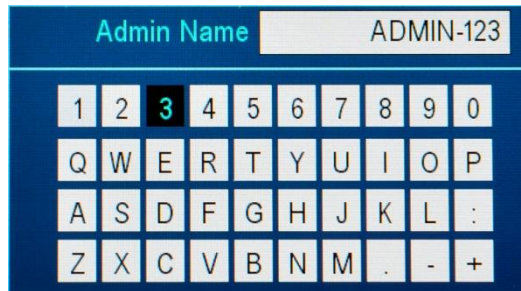 Admin Name ADMIN-123
1 2 3 4 5 6 7 8 9 0
Q W E R T Y U I O P
A S D F G H J K L :
Z X C V B N M . - +